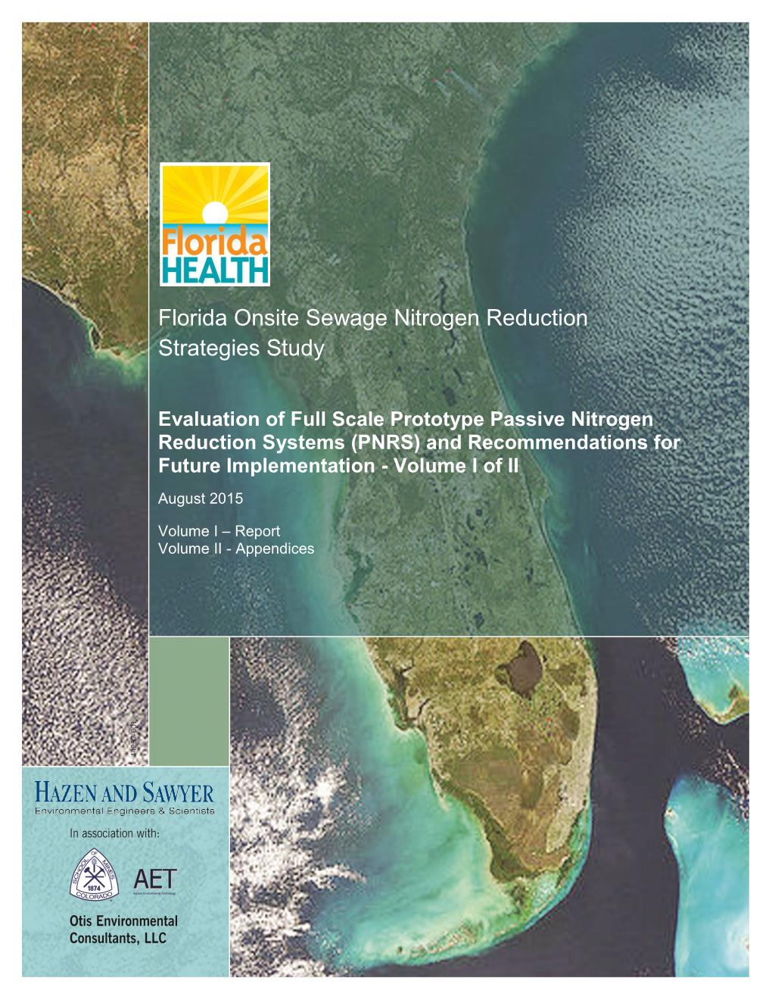 Florida
HEALTH
Florida Onsite Sewage Nitrogen Reduction
Strategies Study
Evaluation of Full Scale Prototype Passive Nitrogen
Reduction Systems (PNRS) and Recommendations for
Future Implementation - Volume I of II
August 2015
Volume I – Report
Volume II - Appendices
44237-001
HAZEN AND SAWYER
Environmental Engineers & Scientists
In association with:
SCHOOL OF MINES
1874
COLORADO
AET
Applied Environmental Technology
Otis Environmental
Consultants, LLC